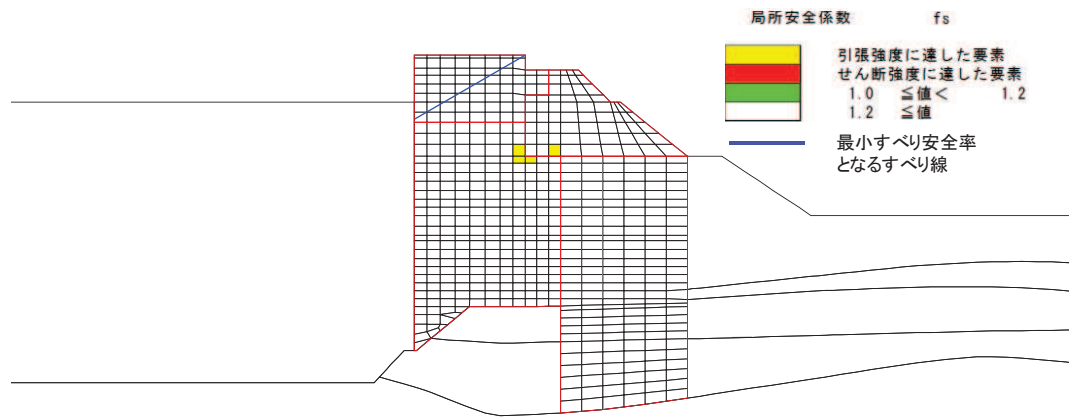 局所安全係数 fs
引張強度に達した要素
せん断強度に達した要素
1.0 ≦値< 1.2
1.2 ≦値
最小すべり安全率
となるすべり線